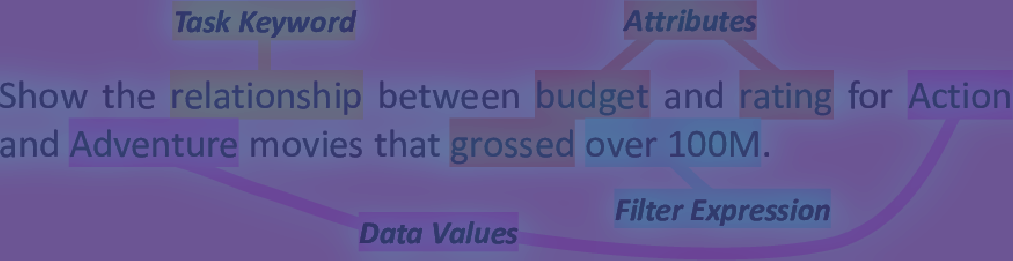 Task Keyword
Attributes
Show the relationship between budget and rating for Action
and Adventure movies that grossed over 100M.
Filter Expression
Data Values